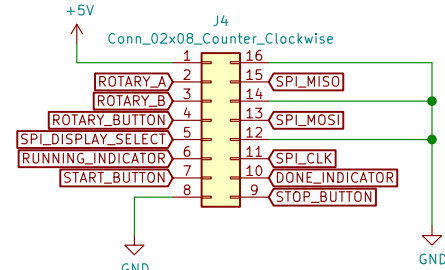 +5V
J4
Conn_02x08_Counter_Clockwise
1 16
ROTARY_A 2 15 SPI_MISO
ROTARY_B 3 14
ROTARY_BUTTON 4 13 SPI_MOSI
SPI_DISPLAY_SELECT 5 12
RUNNING_INDICATOR 6 11 SPI_CLK
START_BUTTON 7 10 DONE_INDICATOR
8 9 STOP_BUTTON
GND
GND